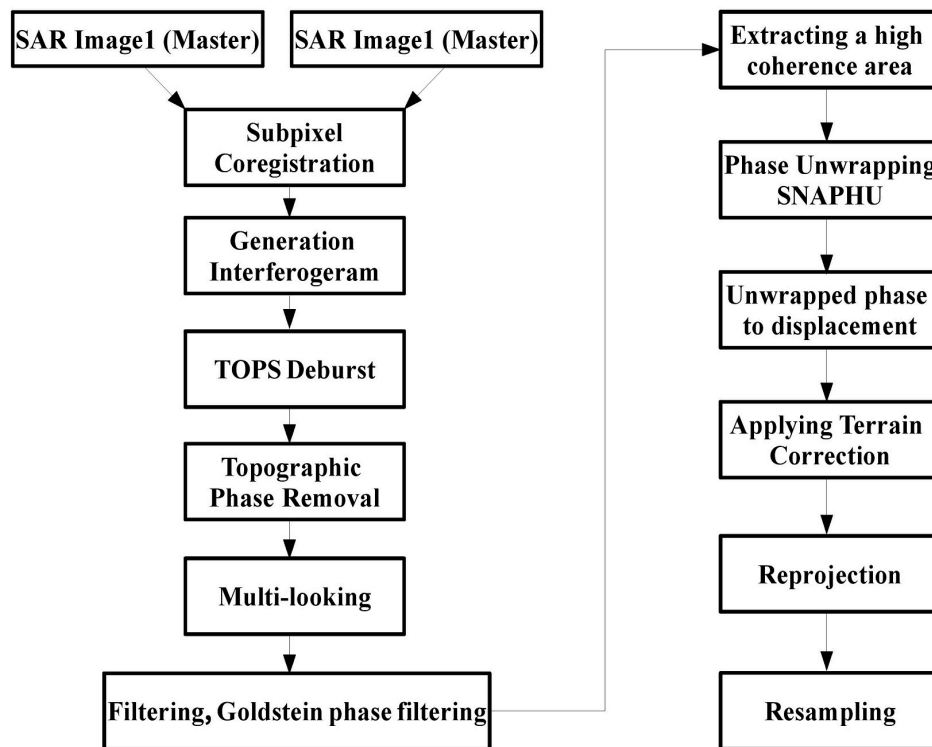 SAR Image1 (Master)
SAR Image1 (Master)
Subpixel
Coregistration
Generation
Interferogeram
TOPS Deburst
Topographic
Phase Removal
Multi-looking
Filtering, Goldstein phase filtering
Extracting a high
coherence area
Phase Unwrapping
SNAPHU
Unwrapped phase
to displacement
Applying Terrain
Correction
Reprojection
Resampling